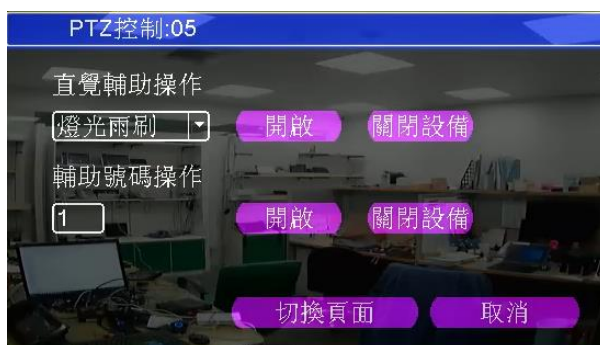 PTZ控制:05
直覺輔助操作
燈光雨刷 開啟 關閉設備
輔助號碼操作
1 開啟 關閉設備
切換頁面 取消